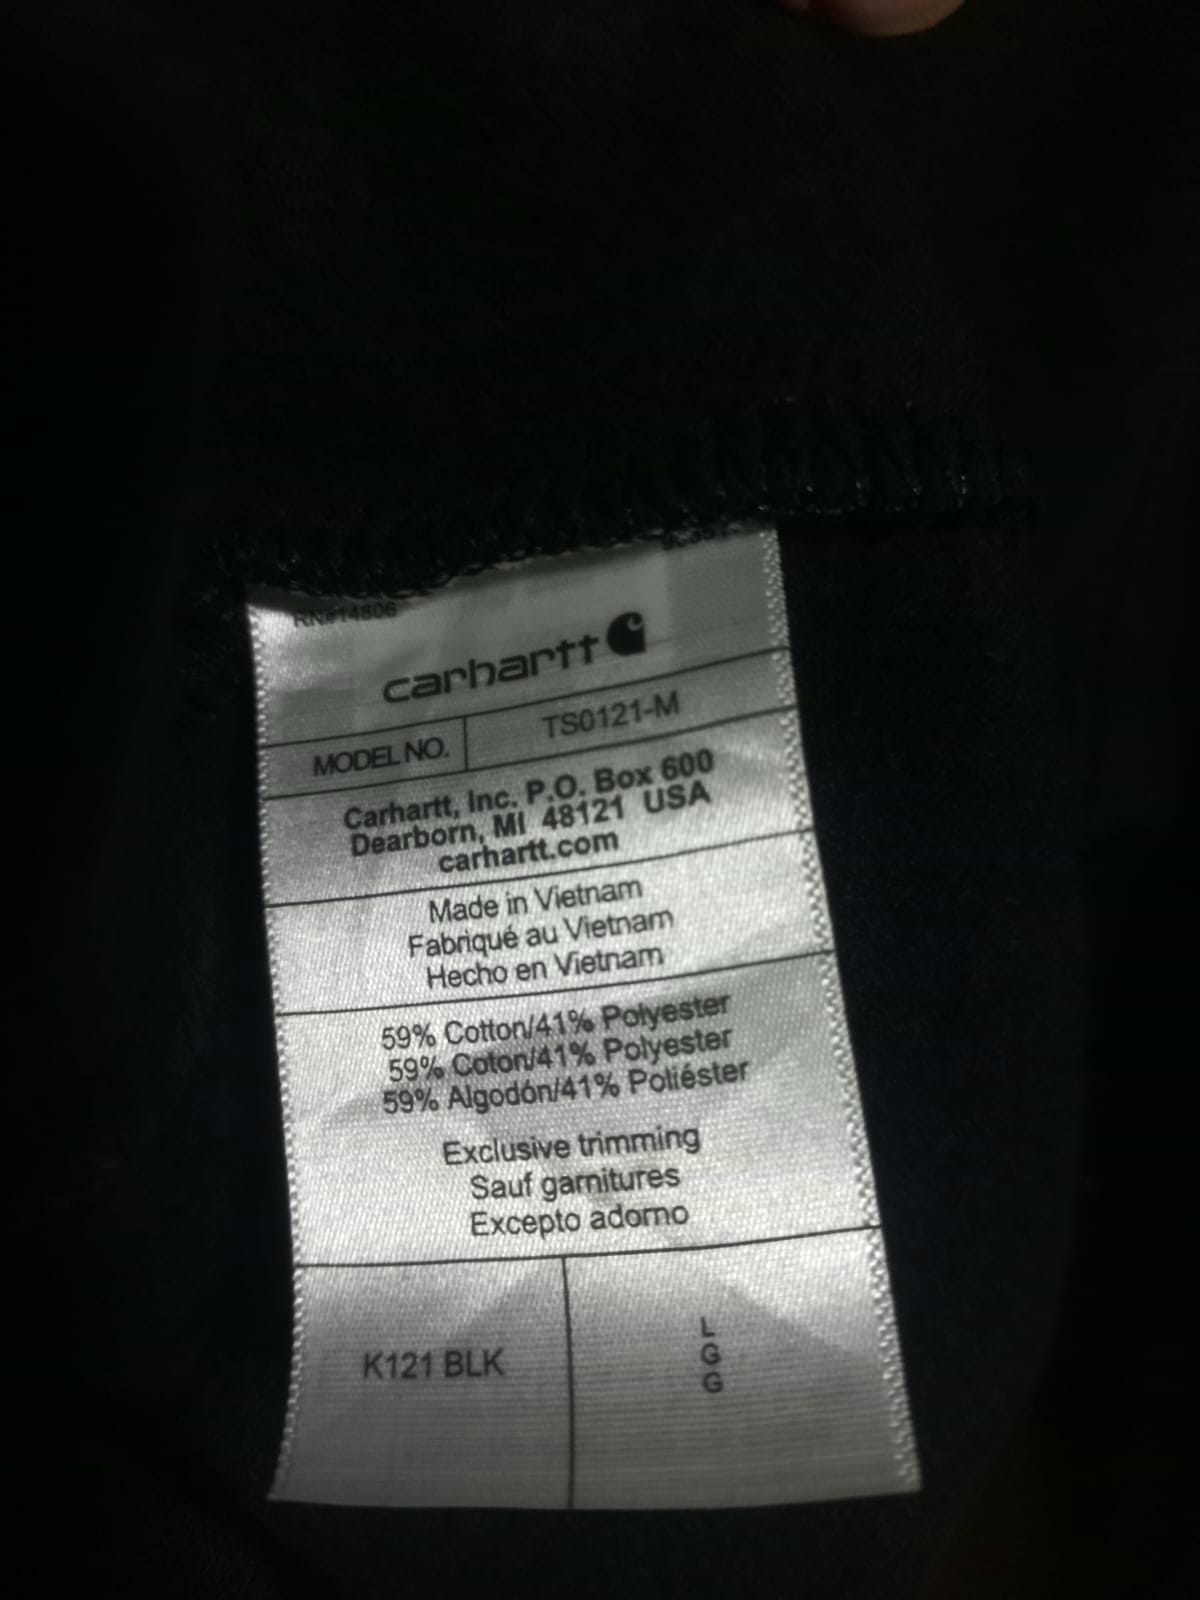 RN#14806
carhartt
MODEL NO. TS0121-M
Carhartt, Inc. P.O. Box 600
Dearborn, MI 48121 USA
carhartt.com
Made in Vietnam
Fabriqué au Vietnam
Hecho en Vietnam
59% Cotton/41% Polyester
59% Coton/41% Polyester
59% Algodón/41% Poliéster
Exclusive trimming
Sauf garnitures
Excepto adorno
K121 BLK
L
G
G